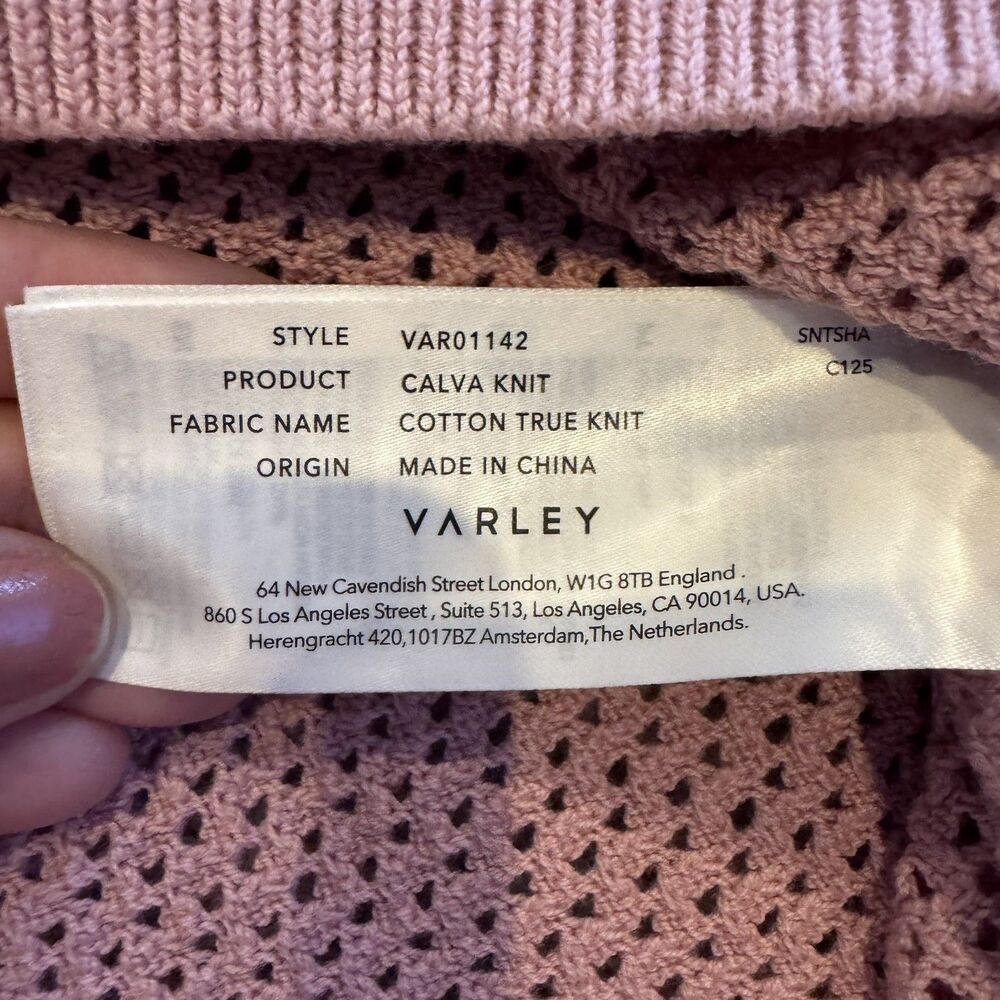 STYLE VAR01142 SNTSHA
PRODUCT CALVA KNIT C125
FABRIC NAME COTTON TRUE KNIT
ORIGIN MADE IN CHINA
VARLEY
64 New Cavendish Street London, W1G 8TB England .
860 S Los Angeles Street , Suite 513, Los Angeles, CA 90014, USA.
Herengracht 420,1017BZ Amsterdam,The Netherlands.